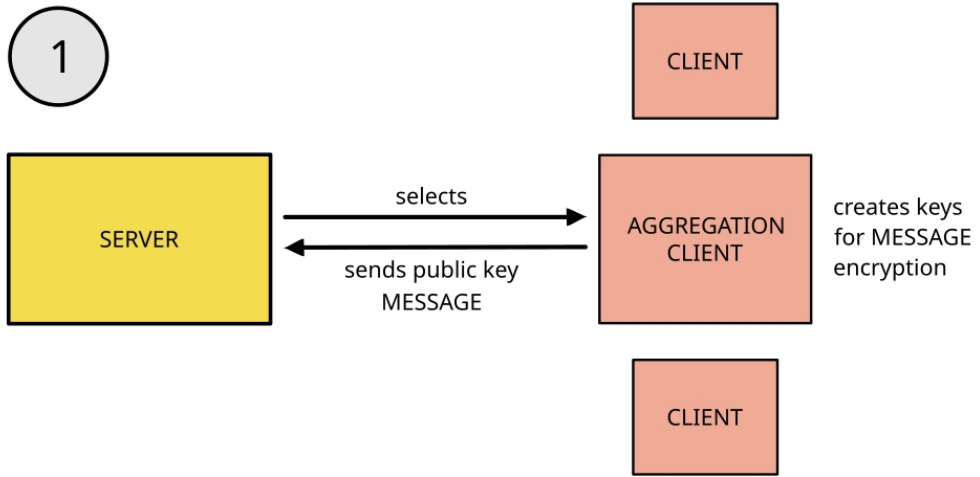 1
CLIENT
SERVER
selects
sends public key
MESSAGE
AGGREGATION
CLIENT
creates keys
for MESSAGE
encryption
CLIENT